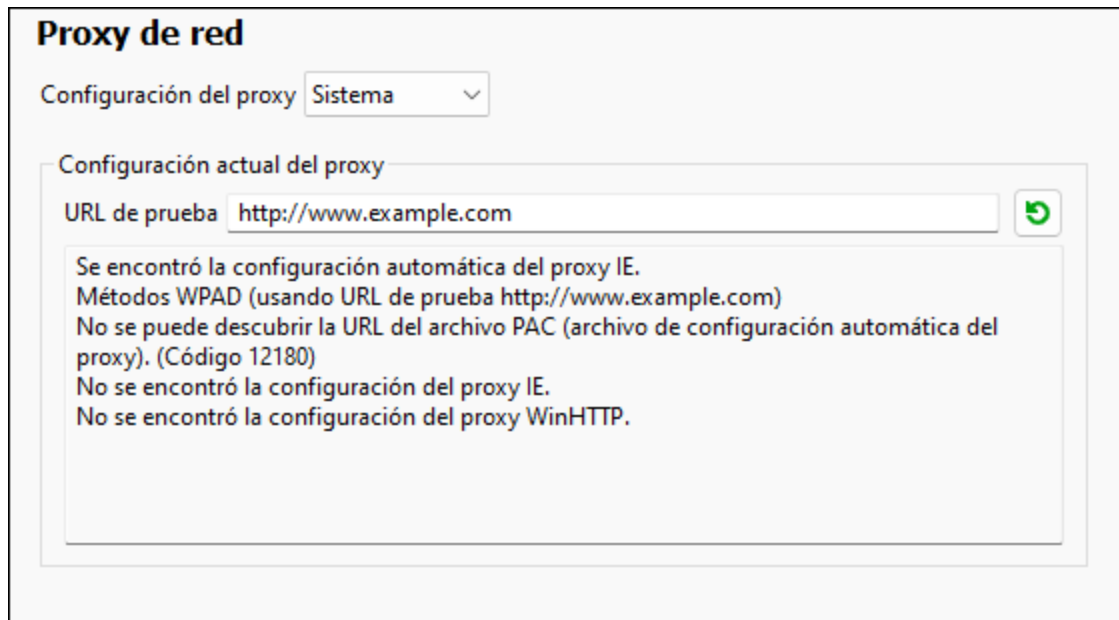 Proxy de red
Configuración del proxy Sistema
Configuración actual del proxy
URL de prueba http://www.example.com
Se encontró la configuración automática del proxy IE.
Métodos WPAD (usando URL de prueba http://www.example.com)
No se puede descubrir la URL del archivo PAC (archivo de configuración automática del
proxy). (Código 12180)
No se encontró la configuración del proxy IE.
No se encontró la configuración del proxy WinHTTP.